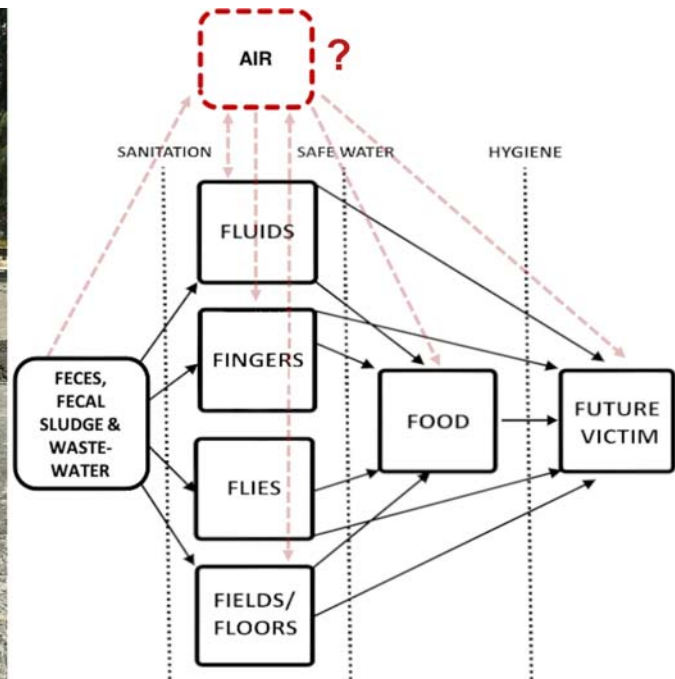 AIR
?
SANITATION
SAFE WATER
HYGIENE
FLUIDS
FINGERS
FECES,
FECAL
SLUDGE &
WASTE-
WATER
FOOD
FUTURE
VICTIM
FLIES
FIELDS/
FLOORS